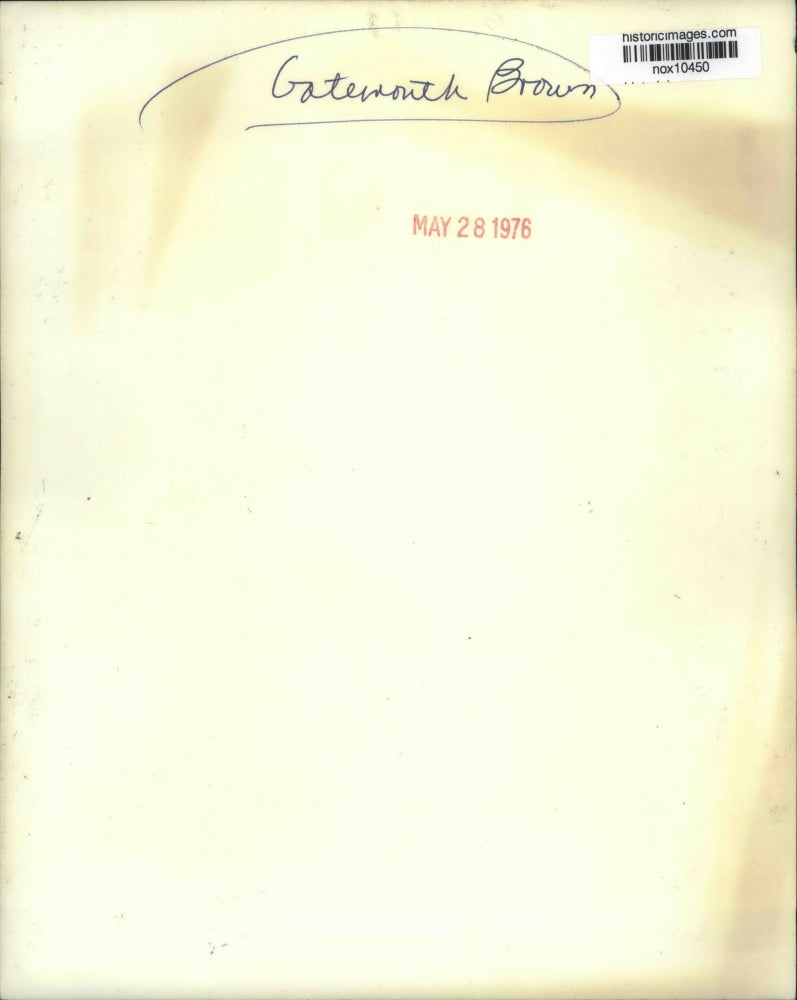 historicimages.com
nox10450
Gatemouth Brown
MAY 28 1976